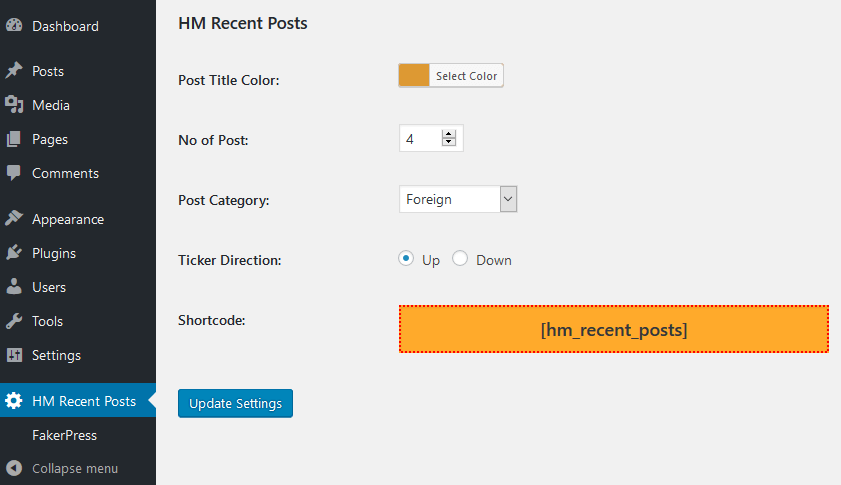 Dashboard
Posts
Media
Pages
Comments
Appearance
Plugins
Users
Tools
Settings
HM Recent Posts
FakerPress
Collapse menu
HM Recent Posts
Post Title Color: Select Color
No of Post: 4
Post Category: Foreign
Ticker Direction: Up Down
Shortcode: [hm_recent_posts]
Update Settings